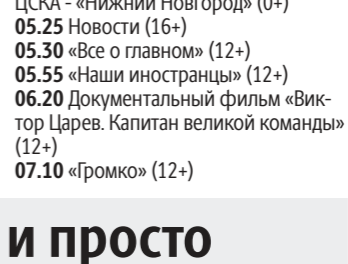 ЦСКА - «Нижний Новгород» (0+)
05.25 Новости (16+)
05.30 «Все о главном» (12+)
05.55 «Наши иностранцы» (12+)
06.20 Документальный фильм «Вик-
тор Царев. Капитан великой команды»
(12+)
07.10 «Громко» (12+)
и просто